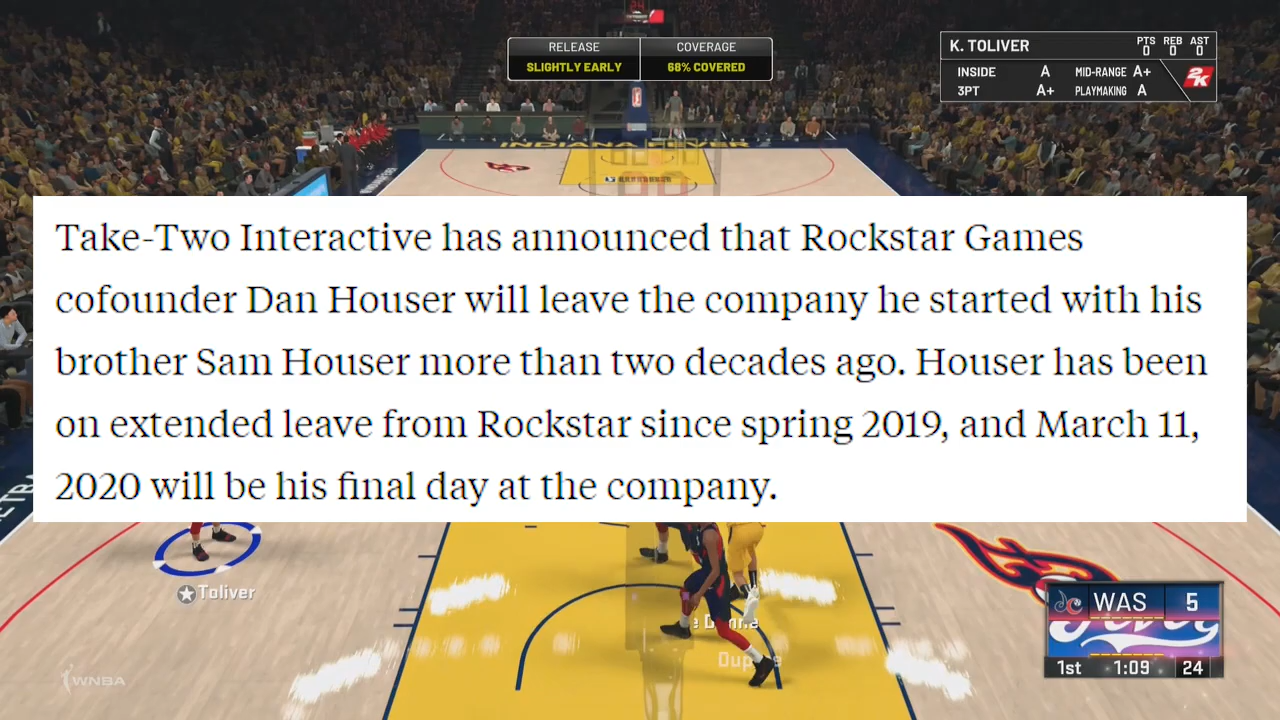 RELEASE
SLIGHTLY EARLY
COVERAGE
68% COVERED
K. TOLIVER
PTS REB AST
0 0 0
INSIDE A MID-RANGE A+
3PT A+ PLAYMAKING A
2K
INDIANA FEVER
Take-Two Interactive has announced that Rockstar Games
cofounder Dan Houser will leave the company he started with his
brother Sam Houser more than two decades ago. Houser has been
on extended leave from Rockstar since spring 2019, and March 11,
2020 will be his final day at the company.
Toliver
WAS 5
1st 1:09 24
WNBA